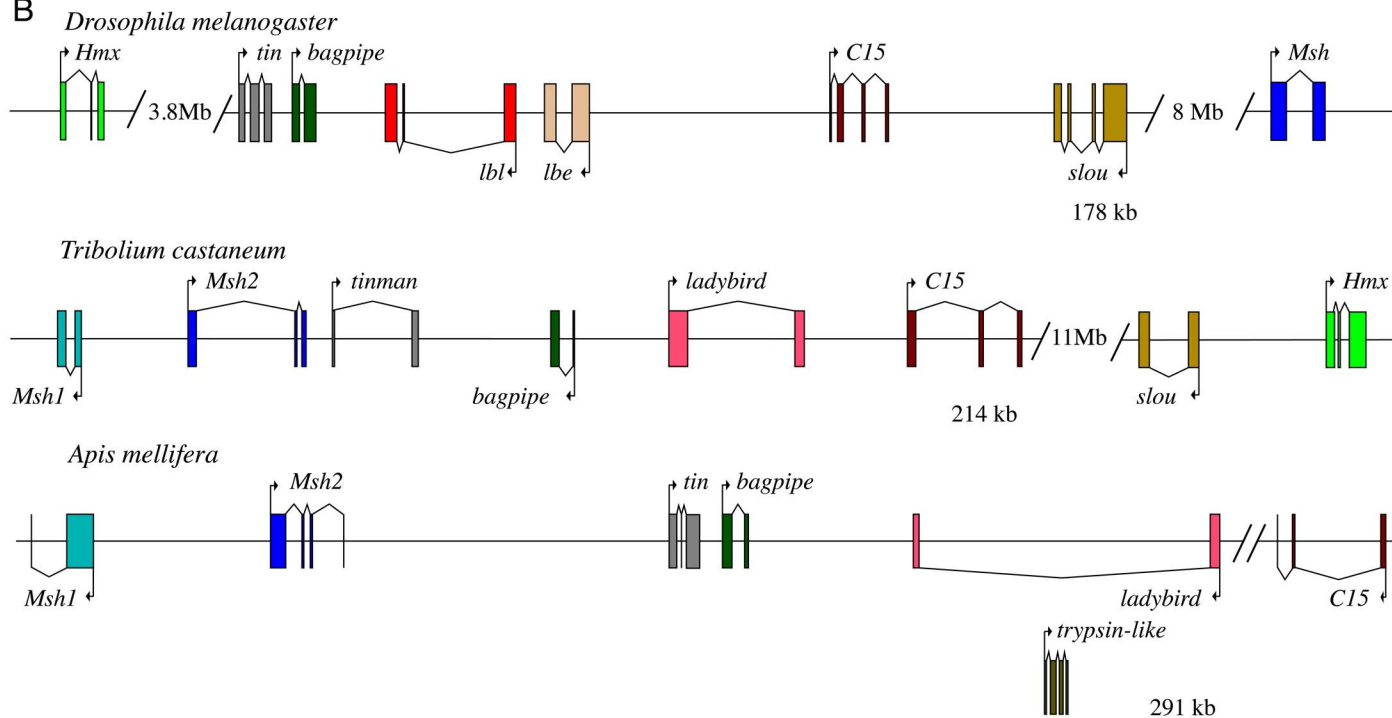 B
Drosophila melanogaster
Hmx tin bagpipe C15 Msh
3.8Mb 8 Mb
lbl lbe slou
178 kb
Tribolium castaneum
Msh2 tinman ladybird C15 Hmx
11Mb
Msh1 bagpipe slou
214 kb
Apis mellifera
Msh2 tin bagpipe
Msh1 ladybird C15
trypsin-like
291 kb